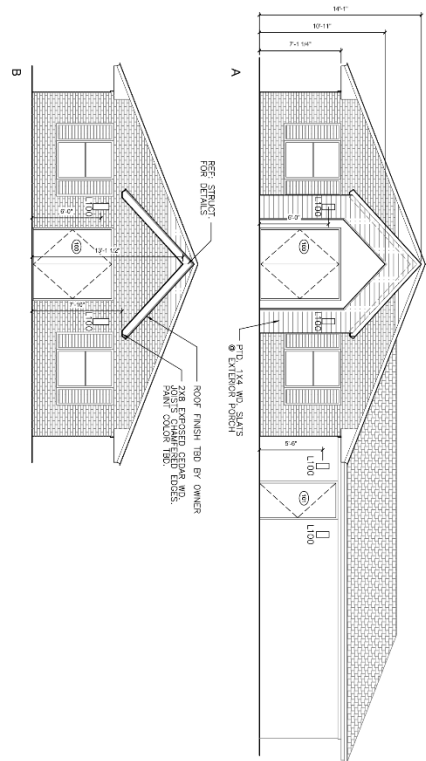 14'-1"
10'-11"
7'-1 1/4"
A
6'-0"
L100
L100
PTD. 1X4 WD. SLATS
@ EXTERIOR PORCH
5'-6"
L100
L100
B
REF: STRUCT.
FOR DETAILS
6'-0"
L100
13'-1 1/2"
7'-10"
L100
ROOF FINISH TBD BY OWNER
2X8 EXPOSED CEDAR WD.
JOISTS CHAMFERED EDGES.
PAINT COLOR TBD.